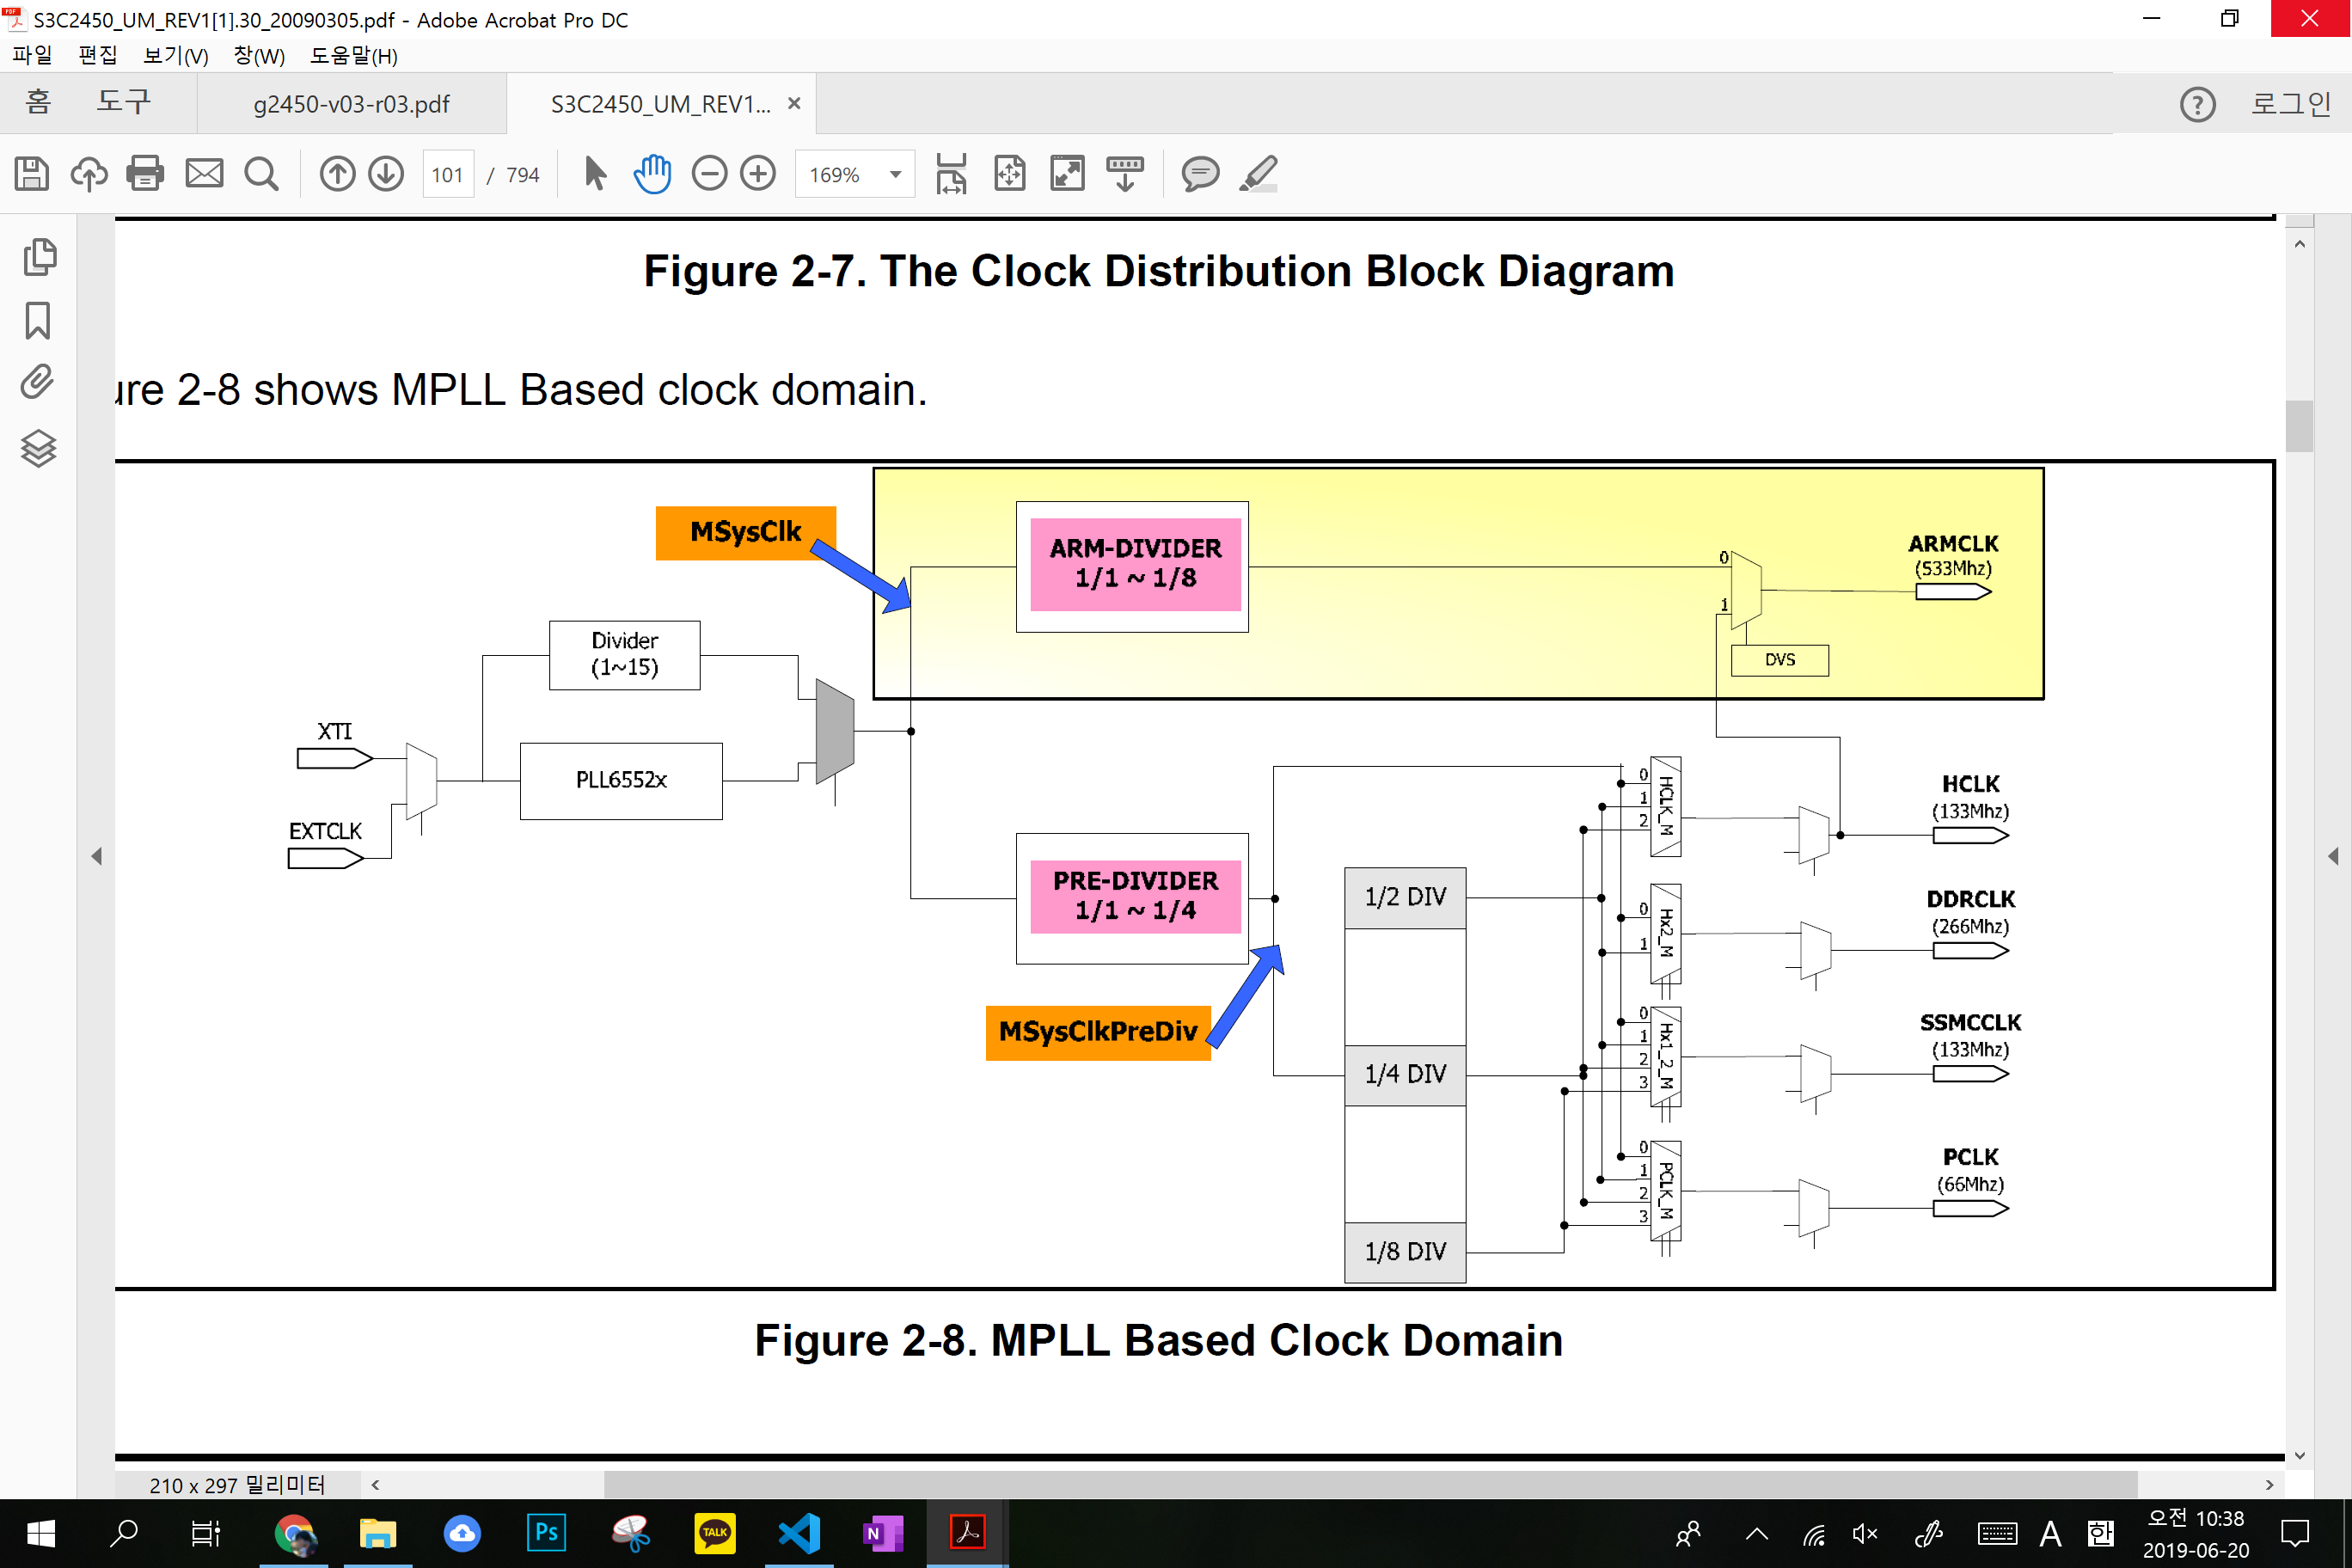 S3C2450_UM_REV1[1].30_20090305.pdf - Adobe Acrobat Pro DC
파일 편집 보기(V) 창(W) 도움말(H)
홈 도구 g2450-v03-r03.pdf S3C2450_UM_REV1... × 로그인
101 / 794 169%
Figure 2-7. The Clock Distribution Block Diagram
ure 2-8 shows MPLL Based clock domain.
MSysClk
ARM-DIVIDER
1/1 ~ 1/8
0
1
ARMCLK
(533Mhz)
DVS
Divider
(1~15)
XTI
PLL6552x
EXTCLK
PRE-DIVIDER
1/1 ~ 1/4
MSysClkPreDiv
1/2 DIV
1/4 DIV
1/8 DIV
0
1
2
HCLK_M
HCLK
(133Mhz)
0
1
Hx2_M
DDRCLK
(266Mhz)
0
1
2
3
Hx1_2_M
SSMCCLK
(133Mhz)
0
1
2
3
PCLK_M
PCLK
(66Mhz)
Figure 2-8. MPLL Based Clock Domain
210 x 297 밀리미터
Ps
TALK
N
A
한
오전 10:38
2019-06-20